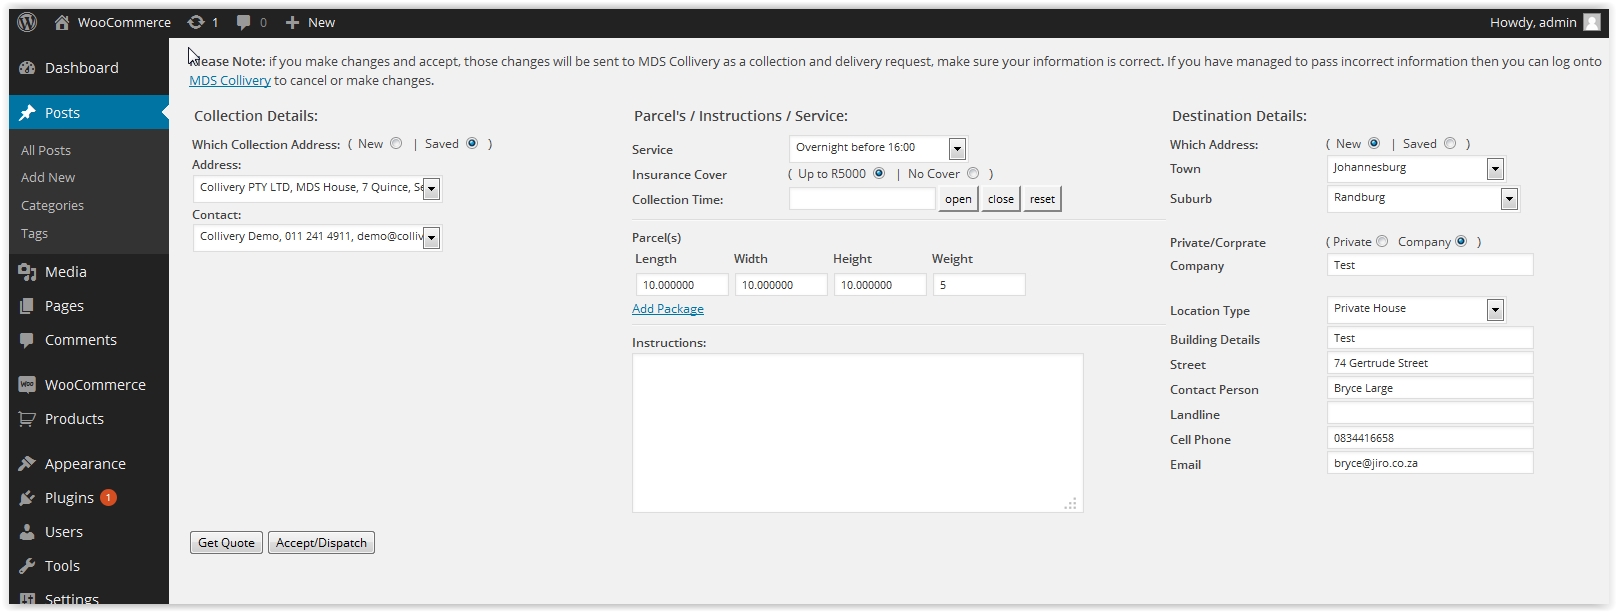 WooCommerce 1 0 New Howdy, admin
Dashboard
Posts
All Posts
Add New
Categories
Tags
Media
Pages
Comments
WooCommerce
Products
Appearance
Plugins 1
Users
Tools
Settings
Please Note: if you make changes and accept, those changes will be sent to MDS Collivery as a collection and delivery request, make sure your information is correct. If you have managed to pass incorrect information then you can log onto
MDS Collivery to cancel or make changes.
Collection Details:
Which Collection Address: ( New | Saved )
Address:
Collivery PTY LTD, MDS House, 7 Quince, Se
Contact:
Collivery Demo, 011 241 4911, demo@colliv
Parcel's / Instructions / Service:
Service Overnight before 16:00
Insurance Cover ( Up to R5000 | No Cover )
Collection Time: open close reset
Parcel(s)
Length Width Height Weight
10.000000 10.000000 10.000000 5
Add Package
Instructions:
Destination Details:
Which Address: ( New | Saved )
Town Johannesburg
Suburb Randburg
Private/Corprate ( Private Company )
Company Test
Location Type Private House
Building Details Test
Street 74 Gertrude Street
Contact Person Bryce Large
Landline
Cell Phone 0834416658
Email bryce@jiro.co.za
Get Quote Accept/Dispatch